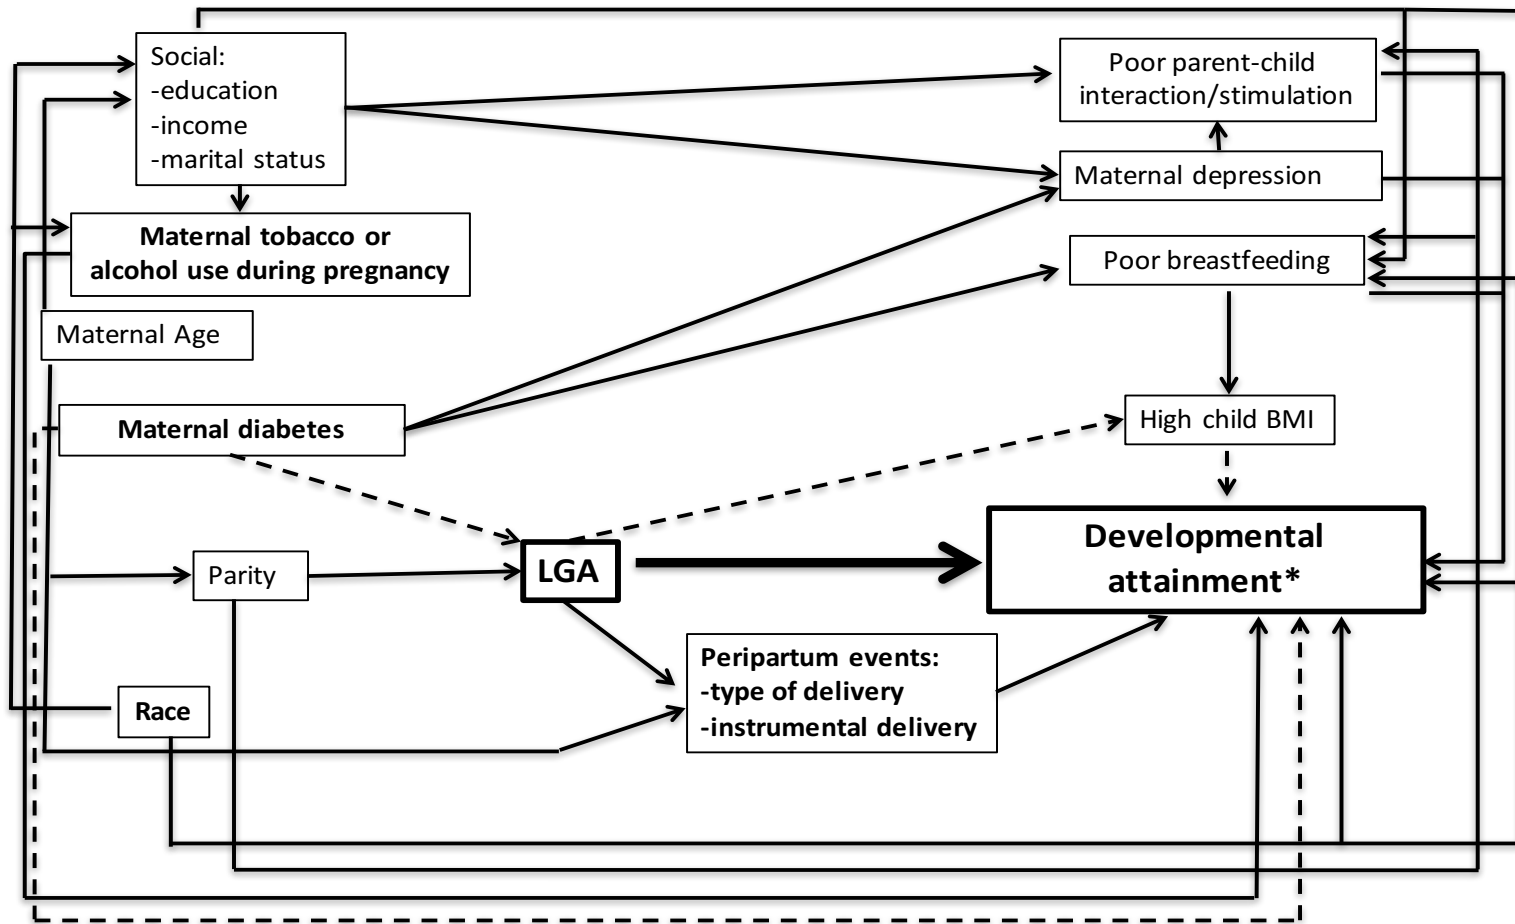 Social:
-education
-income
-marital status
Poor parent-child
interaction/stimulation
Maternal depression
Maternal tobacco or
alcohol use during pregnancy
Poor breastfeeding
Maternal Age
Maternal diabetes
High child BMI
Parity
LGA
Developmental
attainment*
Peripartum events:
-type of delivery
-instrumental delivery
Race